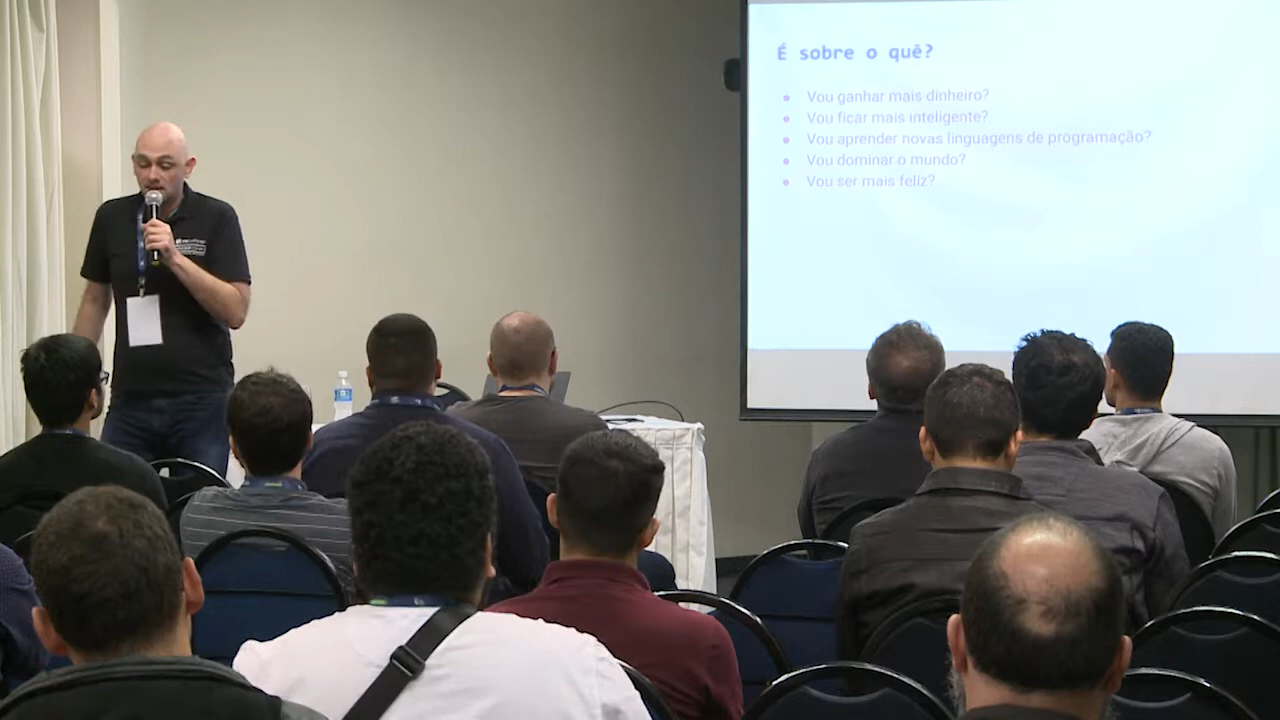 É sobre o quê?
Vou ganhar mais dinheiro?
Vou ficar mais inteligente?
Vou aprender novas linguagens de programação?
Vou dominar o mundo?
Vou ser mais feliz?